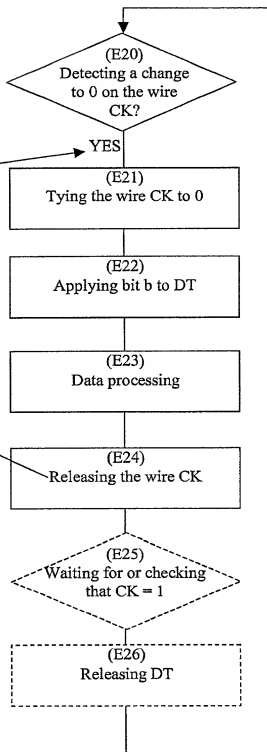 (E20)
Detecting a change
to 0 on the wire
CK?
YES
(E21)
Tying the wire CK to 0
(E22)
Applying bit b to DT
(E23)
Data processing
(E24)
Releasing the wire CK
(E25)
Waiting for or checking
that CK = 1
(E26)
Releasing DT